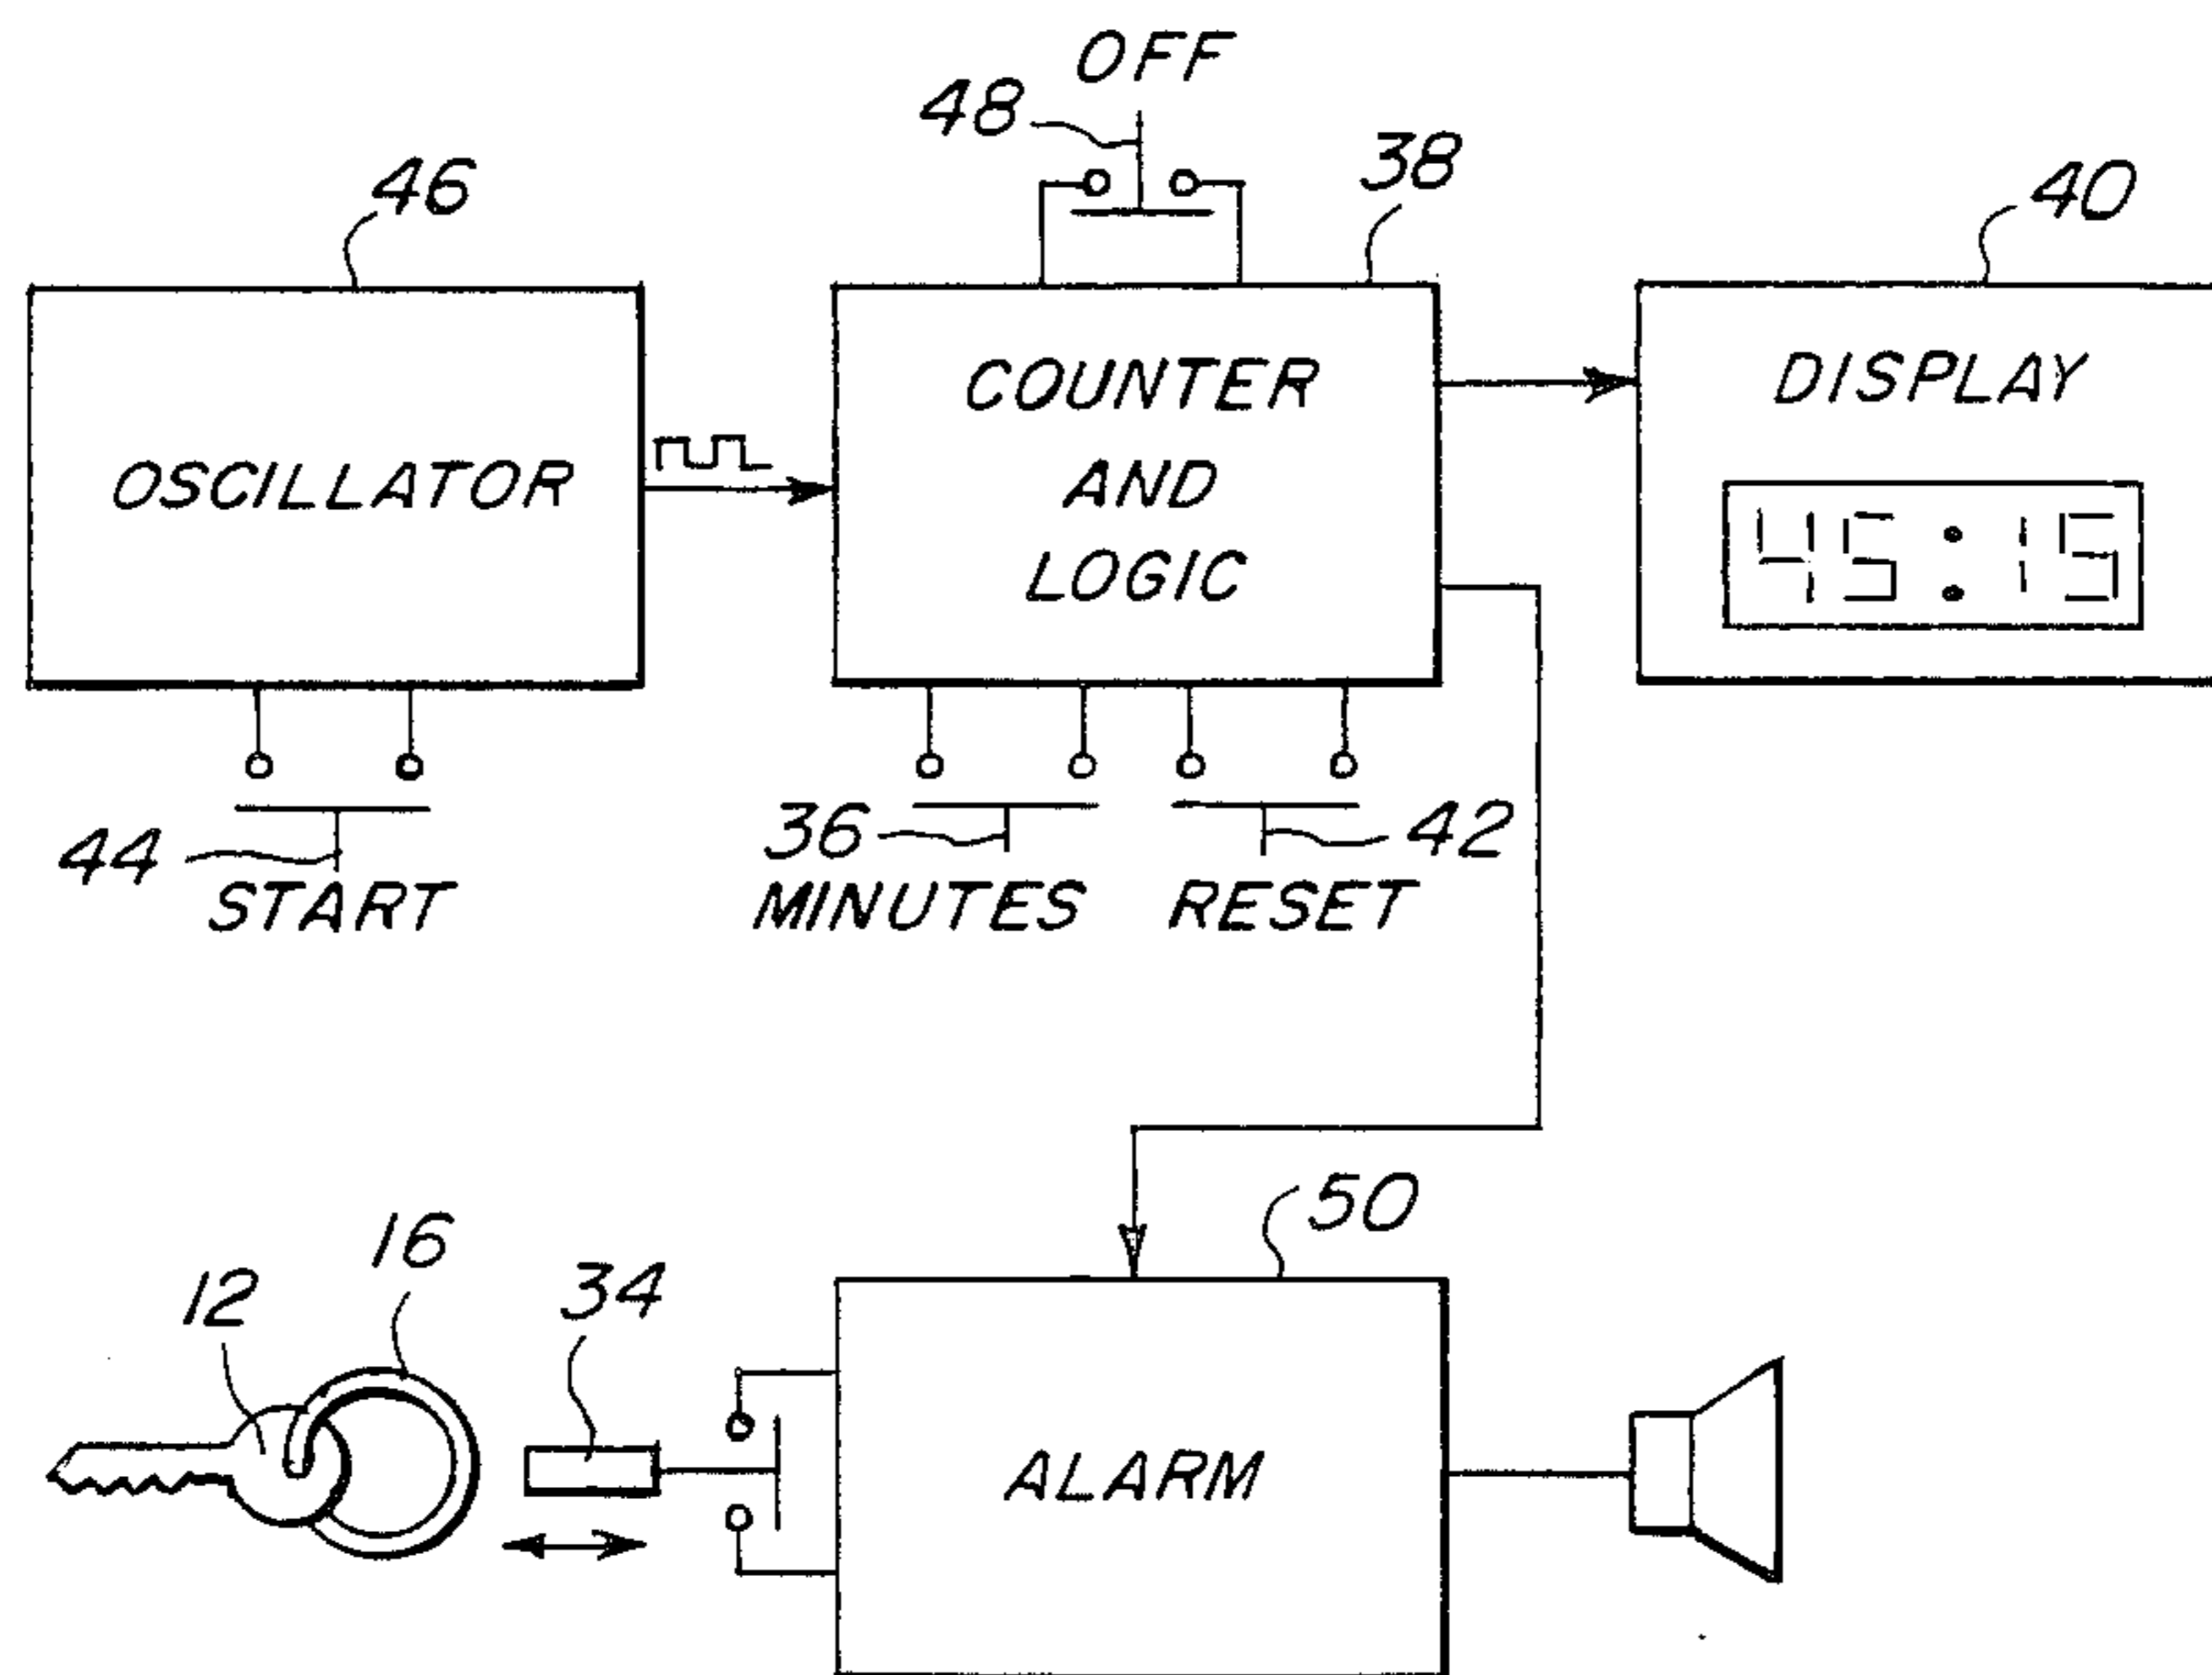 OFF
48
38
46
40
OSCILLATOR
COUNTER
AND
LOGIC
DISPLAY
45:15
44
START
36
MINUTES
42
RESET
50
16
12
34
ALARM